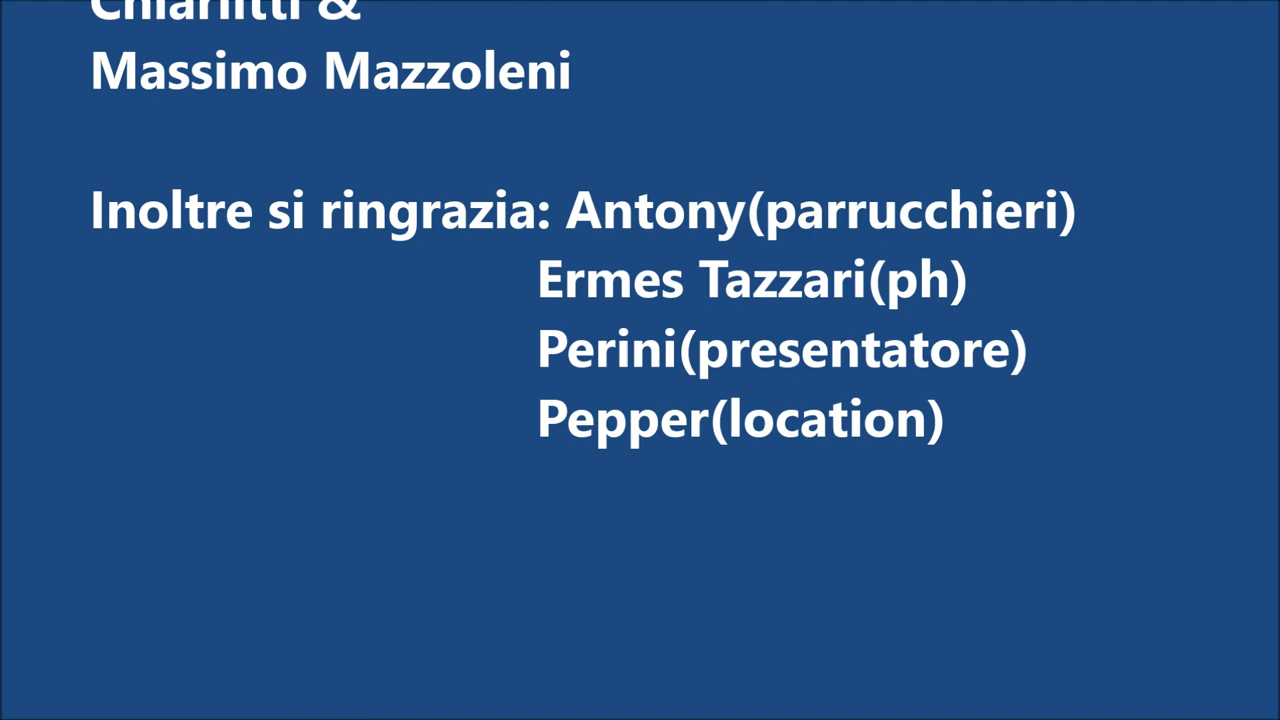 &
Massimo Mazzoleni
Inoltre si ringrazia: Antony(parrucchieri)
Ermes Tazzari(ph)
Perini(presentatore)
Pepper(location)